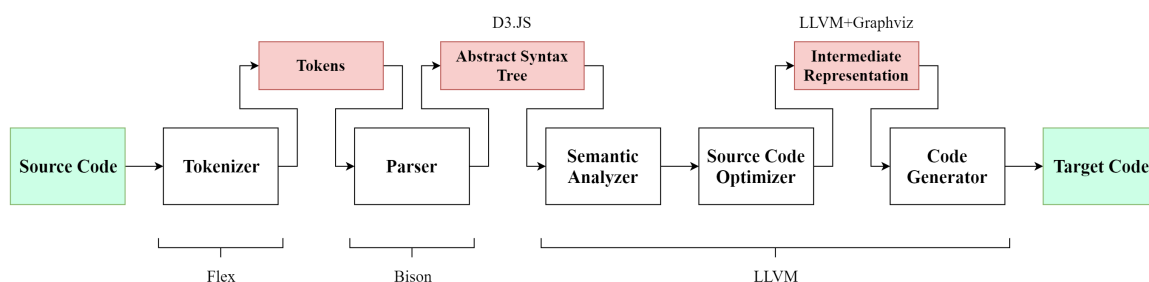 D3.JS
LLVM+Graphviz
Tokens
Abstract Syntax
Tree
Intermediate
Representation
Source Code
Tokenizer
Parser
Semantic
Analyzer
Source Code
Optimizer
Code
Generator
Target Code
Flex
Bison
LLVM